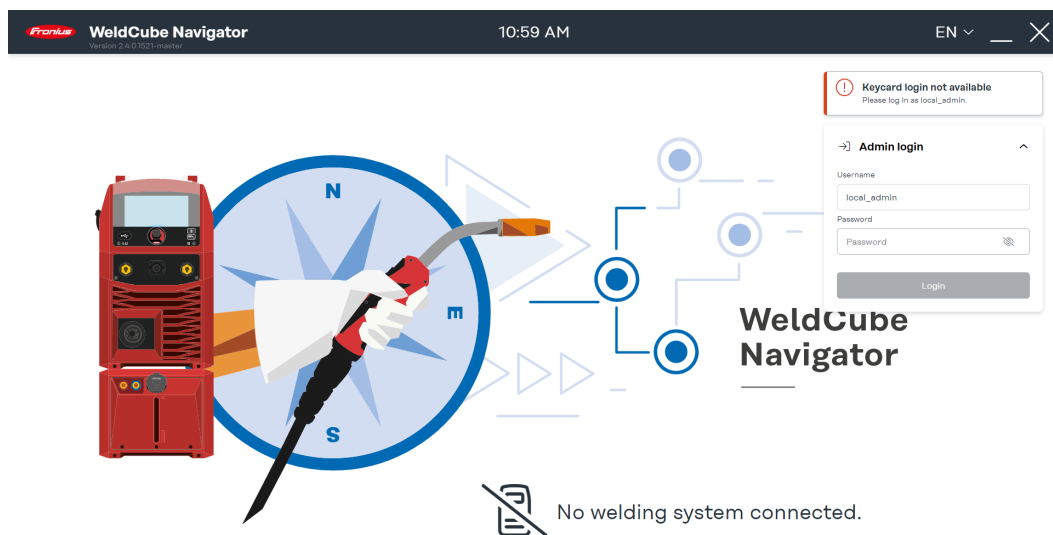 Fronius WeldCube Navigator 10:59 AM EN
Version 2.4.0.1521-master
Keycard login not available
Please log in as local_admin.
Admin login
Username
local_admin
Password
Password
Login
N
E
S
WeldCube
Navigator
No welding system connected.